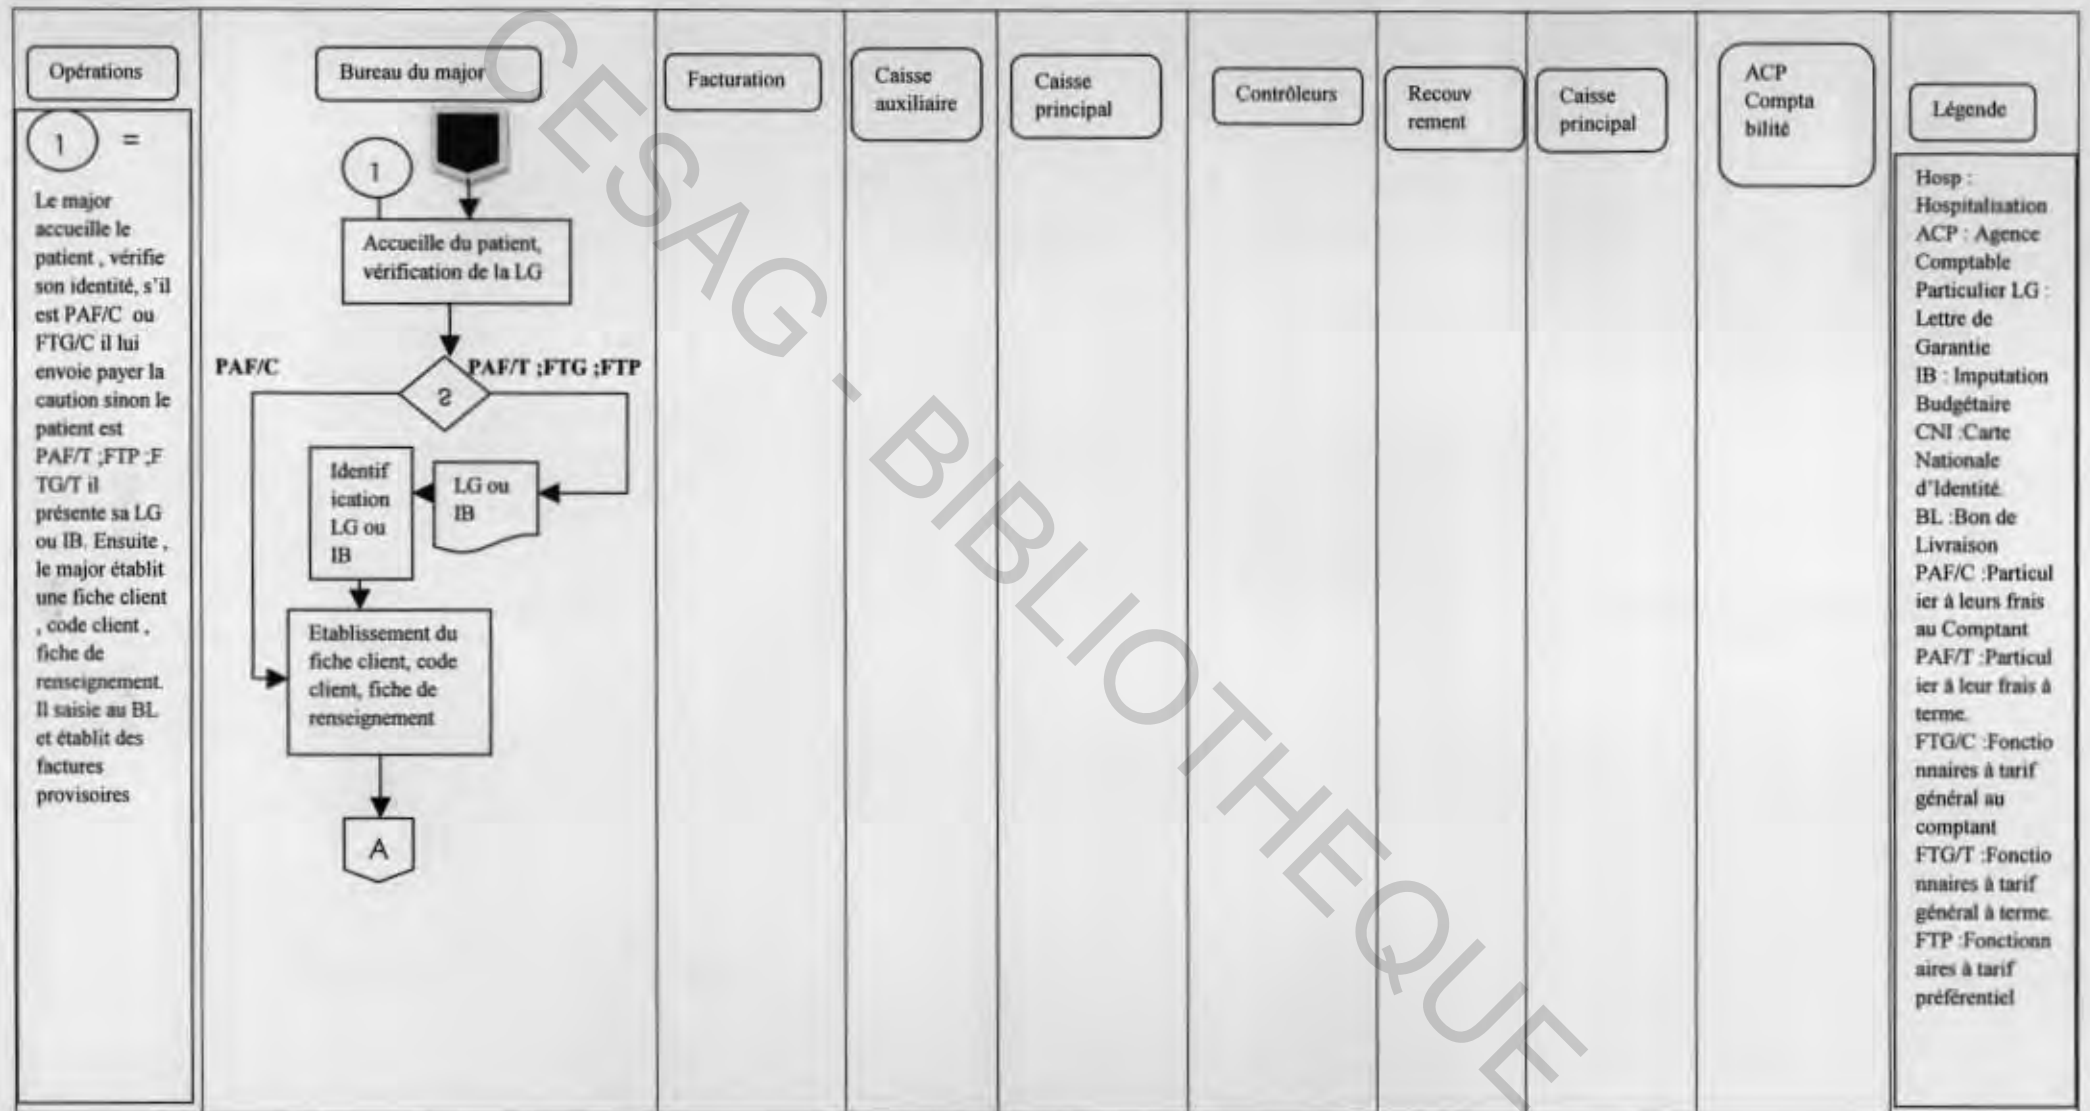 Opérations
1 =
Le major
accueille le
patient , vérifie
son identité, s'il
est PAF/C ou
FTG/C il lui
envoie payer la
caution sinon le
patient est
PAF/T ;FTP ;F
TG/T il
présente sa LG
ou IB. Ensuite ,
le major établit
une fiche client
, code client ,
fiche de
renseignement.
Il saisie au BL
et établit des
factures
provisoires
Bureau du major
1
Accueille du patient,
vérification de la LG
PAF/C
PAF/T ;FTG ;FTP
2
Identif
ication
LG ou
IB
LG ou
IB
Etablissement du
fiche client, code
client, fiche de
renseignement
A
Facturation
Caisse
auxiliaire
Caisse
principal
Contrôleurs
Recouv
rement
Caisse
principal
ACP
Compta
bilité
Légende
Hosp :
Hospitalisation
ACP : Agence
Comptable
Particulier LG :
Lettre de
Garantie
IB : Imputation
Budgétaire
CNI :Carte
Nationale
d'Identité.
BL :Bon de
Livraison
PAF/C :Particul
ier à leurs frais
au Comptant
PAF/T :Particul
ier à leur frais à
terme.
FTG/C :Fonctio
nnaires à tarif
général au
comptant
FTG/T :Fonctio
nnaires à tarif
général à terme.
FTP :Fonctionn
aires à tarif
préférentiel
CESAG - BIBLIOTHEQUE